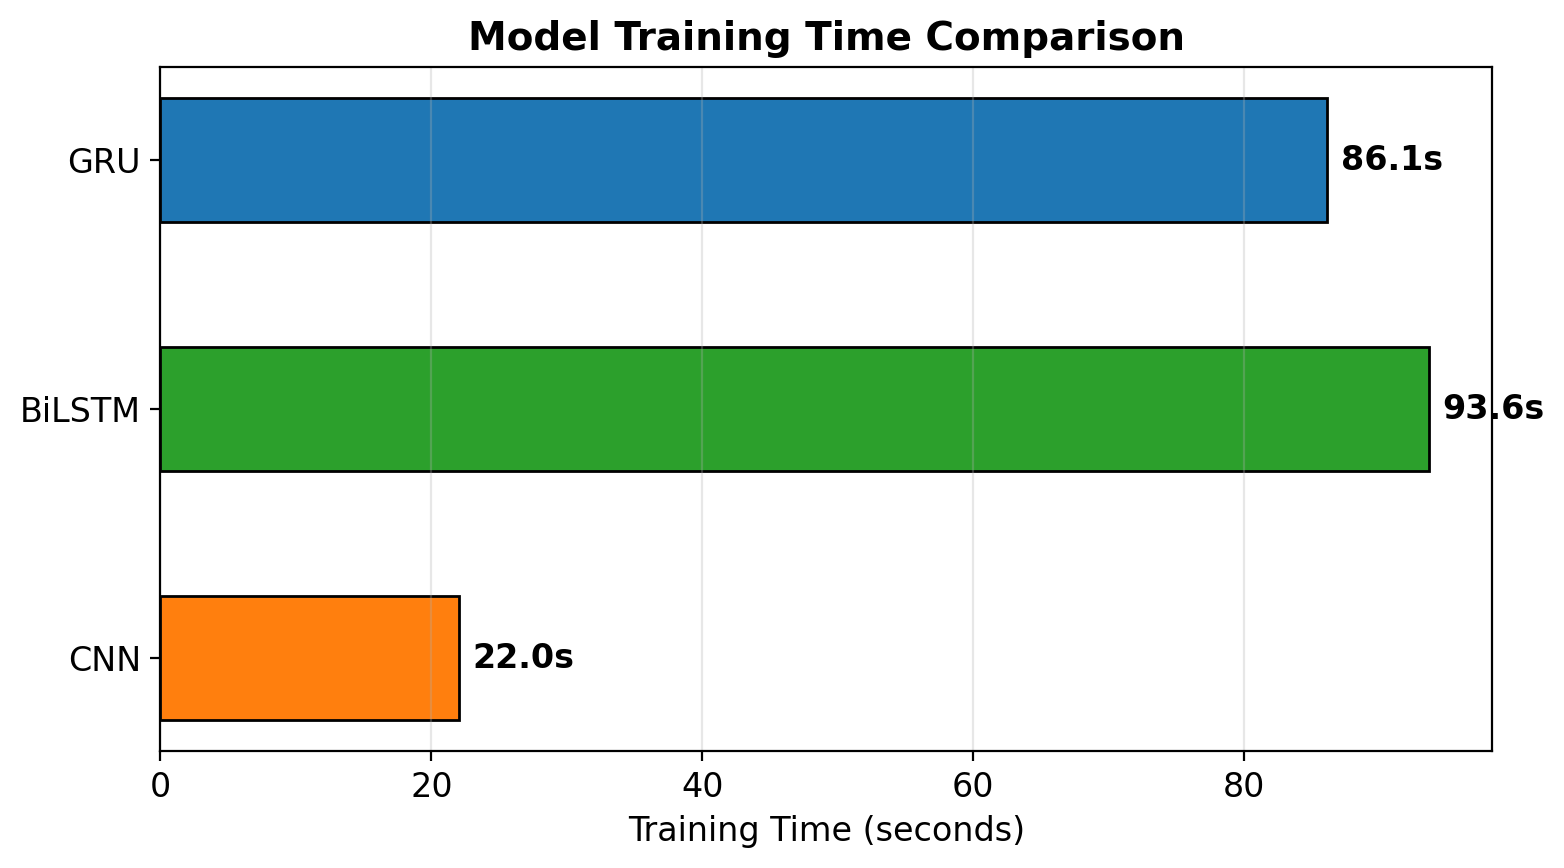 Model Training Time Comparison
GRU
86.1s
BiLSTM
93.6s
CNN
22.0s
0 20 40 60 80
Training Time (seconds)